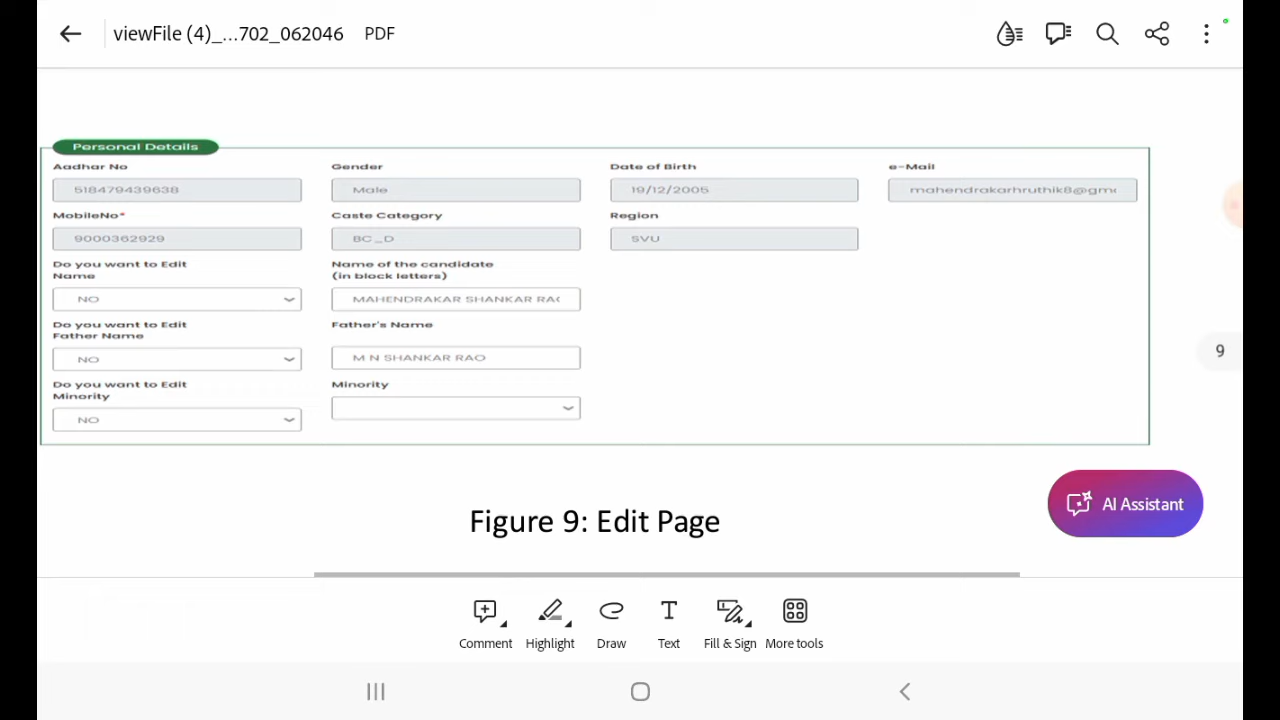 viewFile (4)_...702_062046 PDF
Personal Details
Aadhar No Gender Date of Birth e-Mail
518479439638 Male 19/12/2005 mahendrakarhruthik8@gm
MobileNo* Caste Category Region
9000362929 BC_D SVU
Do you want to Edit Name of the candidate
Name (in block letters)
NO MAHENDRAKAR SHANKAR RA
Do you want to Edit Father's Name
Father Name
NO M N SHANKAR RAO
Do you want to Edit Minority
Minority
NO
9
AI Assistant
Figure 9: Edit Page
Comment Highlight Draw Text Fill & Sign More tools